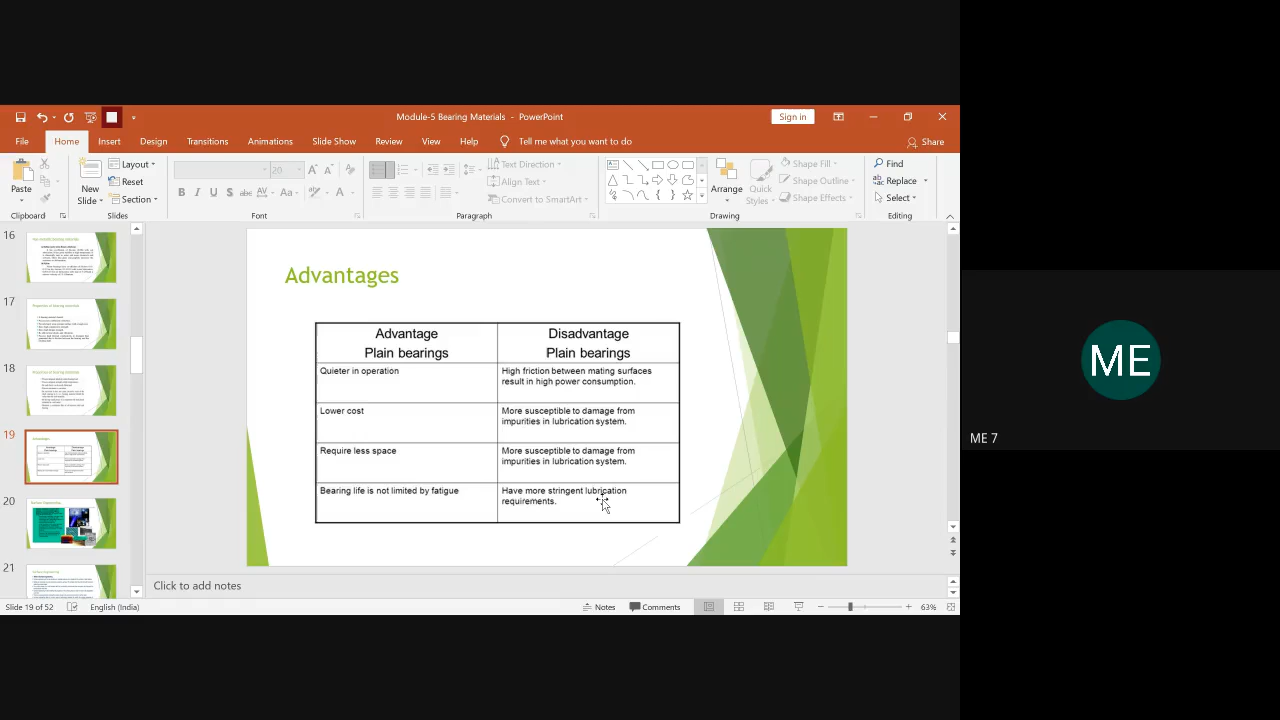 Module-5 Bearing Materials - PowerPoint
Sign in
File
Home
Insert
Design
Transitions
Animations
Slide Show
Review
View
Help
Tell me what you want to do
Share
Paste
New
Slide
Layout
Reset
Section
20
B I U S abc AV Aa A
Text Direction
Align Text
Convert to SmartArt
Arrange
Quick
Styles
Shape Fill
Shape Outline
Shape Effects
Find
Replace
Select
Clipboard
Slides
Font
Paragraph
Drawing
Editing
16
17
18
19
20
21
Advantages
Advantage
Plain bearings
Disadvantage
Plain bearings
Quieter in operation
High friction between mating surfaces
result in high power consumption.
Lower cost
More susceptible to damage from
impurities in lubrication system.
Require less space
More susceptible to damage from
impurities in lubrication system.
Bearing life is not limited by fatigue
Have more stringent lubrication
requirements.
Click to add notes
Slide 19 of 52
English (India)
Notes
Comments
63%
ME
ME 7